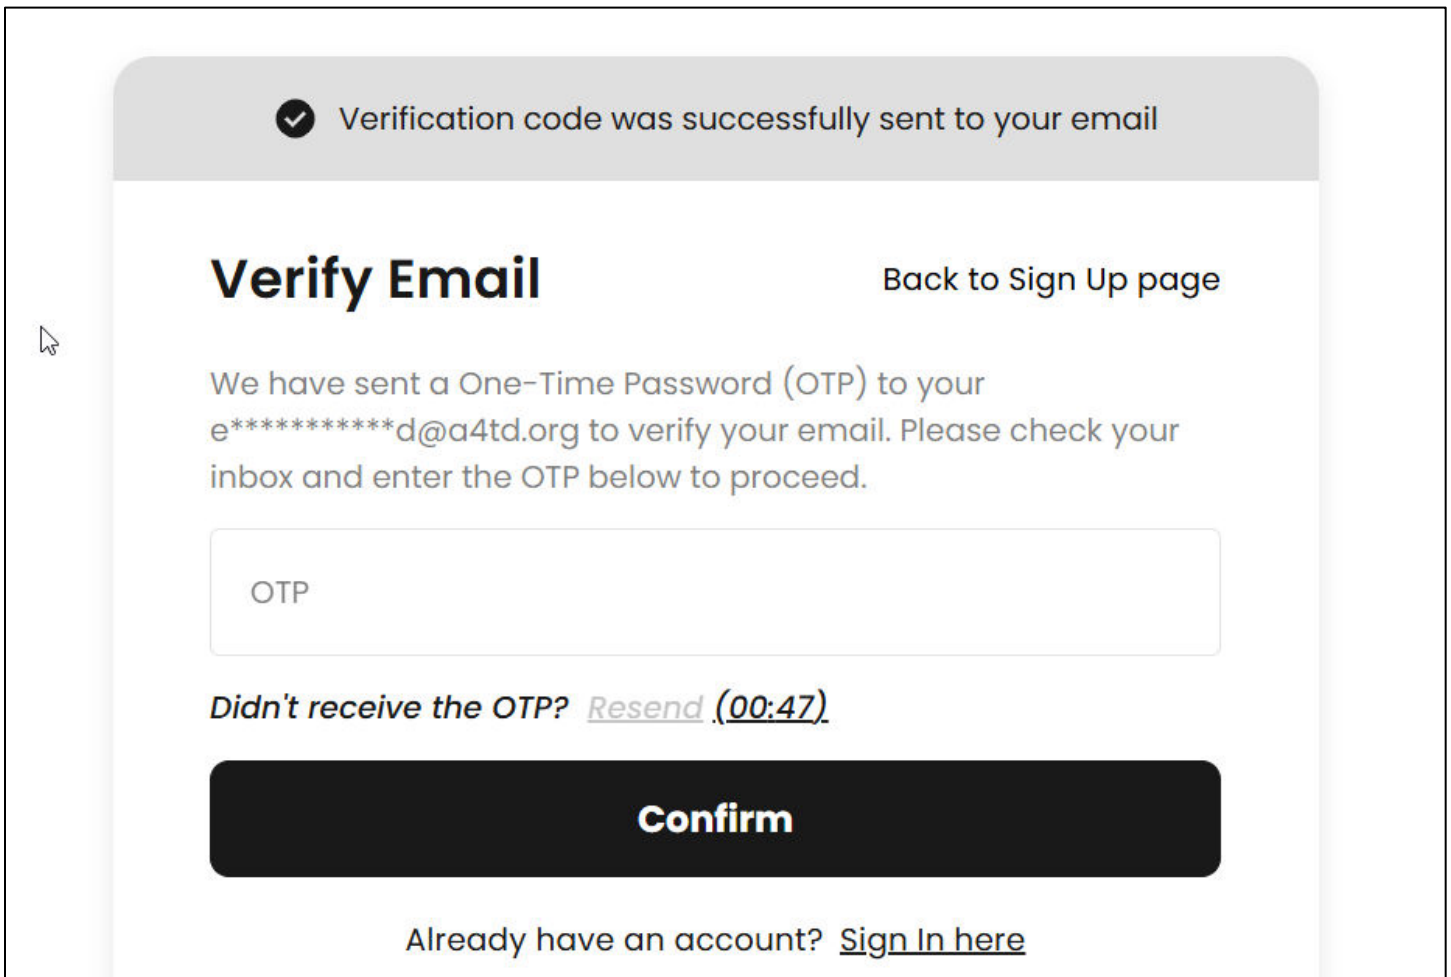 Verification code was successfully sent to your email
Verify Email
Back to Sign Up page
We have sent a One-Time Password (OTP) to your
e***********d@a4td.org to verify your email. Please check your
inbox and enter the OTP below to proceed.
OTP
Didn't receive the OTP? Resend (00:47)
Confirm
Already have an account? Sign In here